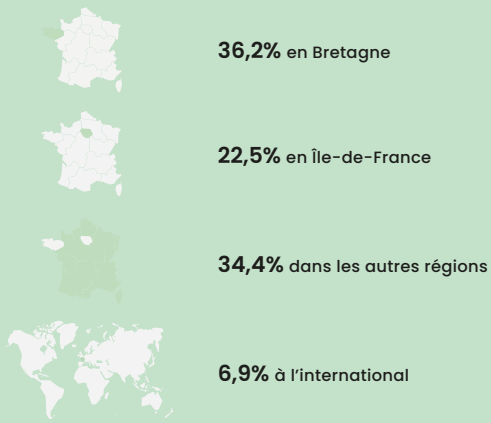 36,2% en Bretagne
22,5% en Île-de-France
34,4% dans les autres régions
6,9% à l’international